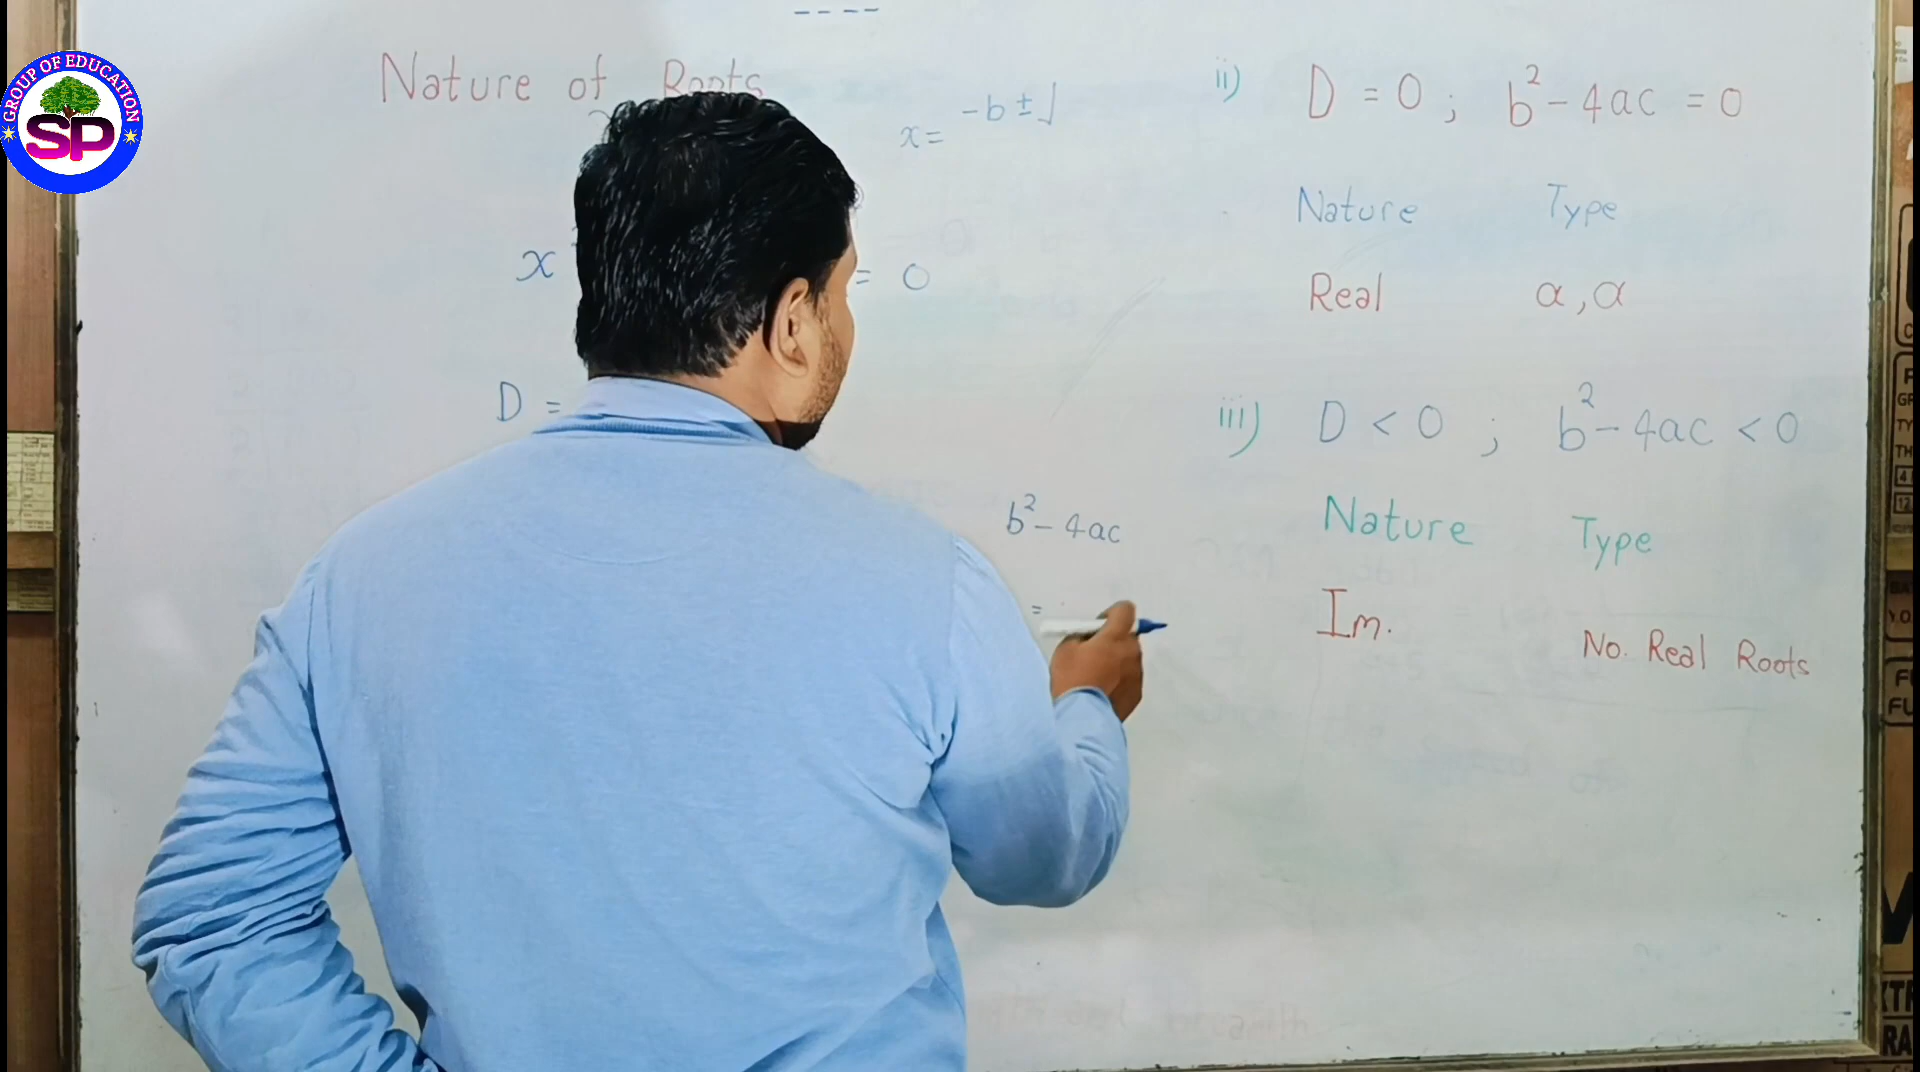 GROUP OF EDUCATION
SP
Nature of Roots
x = -b ± √
x = 0
D =
b² - 4ac
=
ii) D = 0 ; b² - 4ac = 0
Nature Type
Real α , α
iii) D < 0 ; b² - 4ac < 0
Nature Type
Im. No. Real Roots